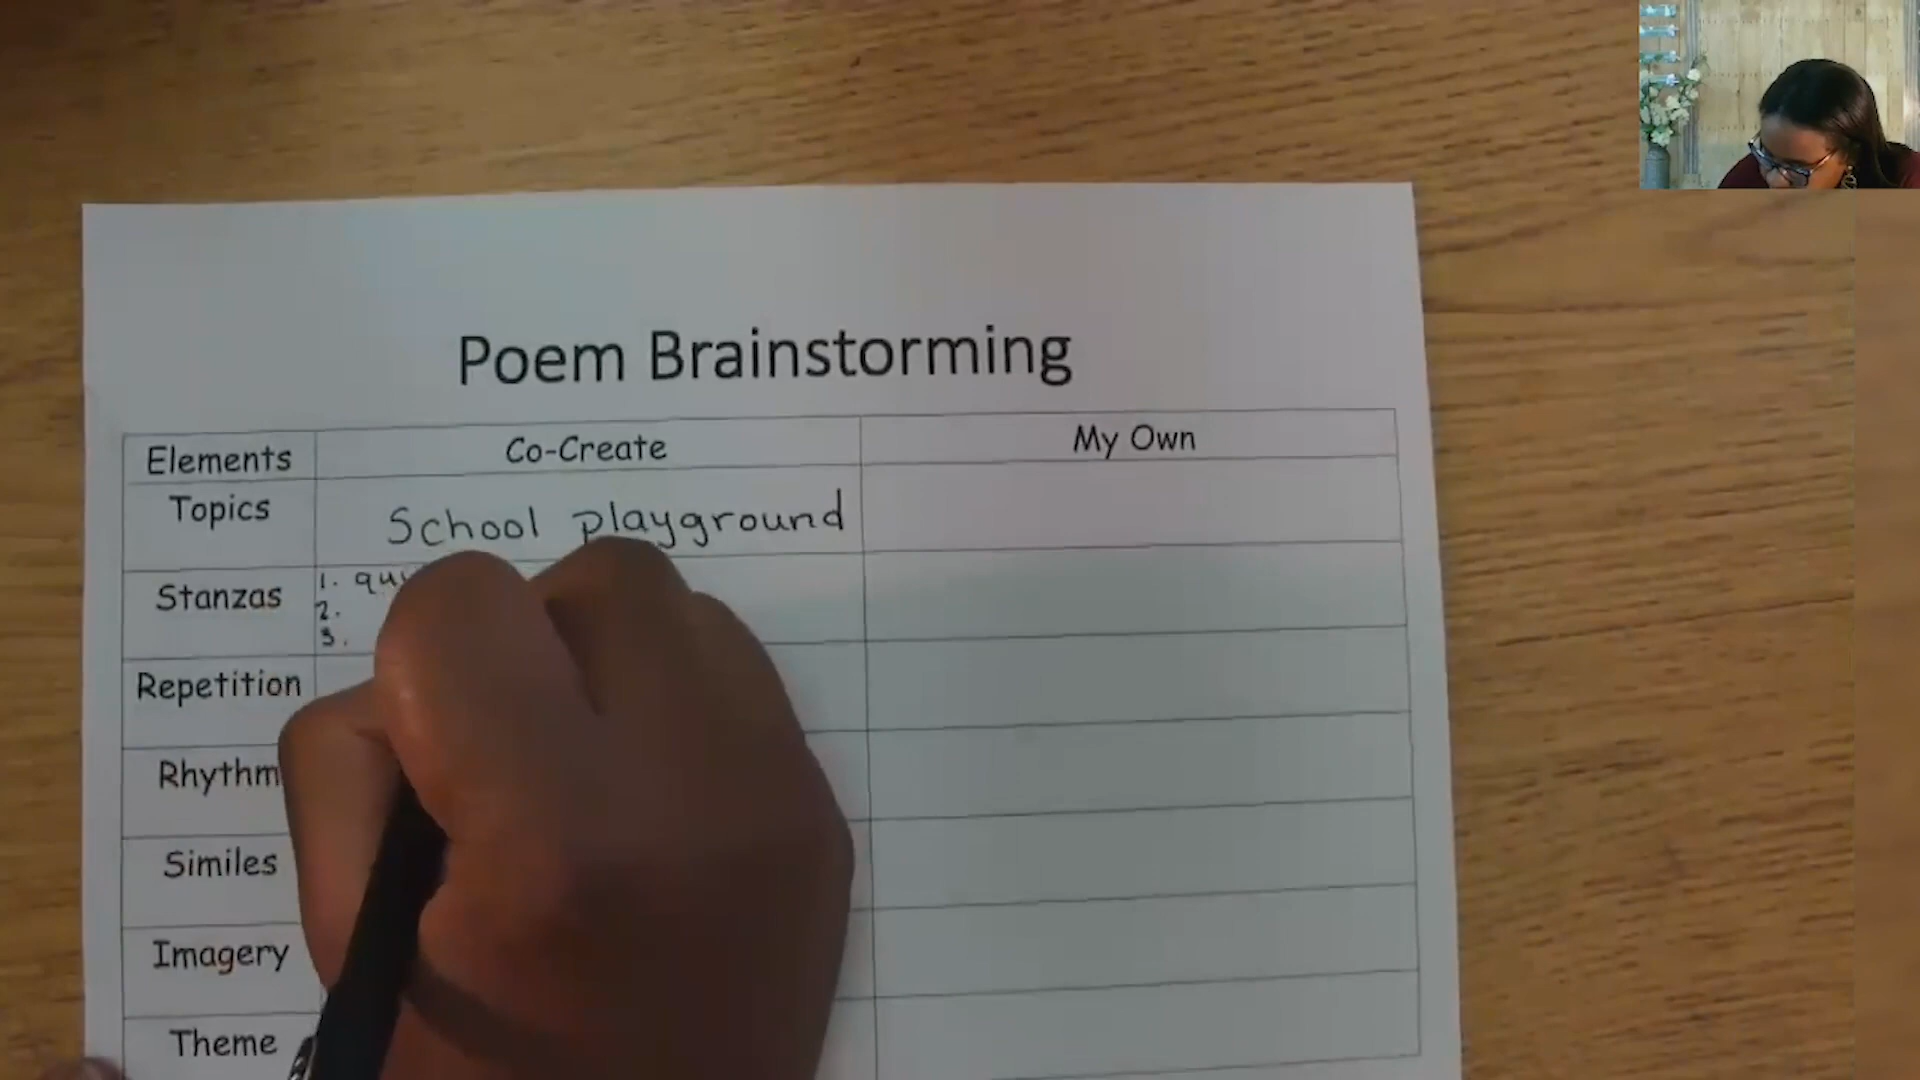 Poem Brainstorming
Elements Co-Create My Own
Topics School playground
Stanzas 1.
2.
3.
Repetition
Rhythm
Similes
Imagery
Theme